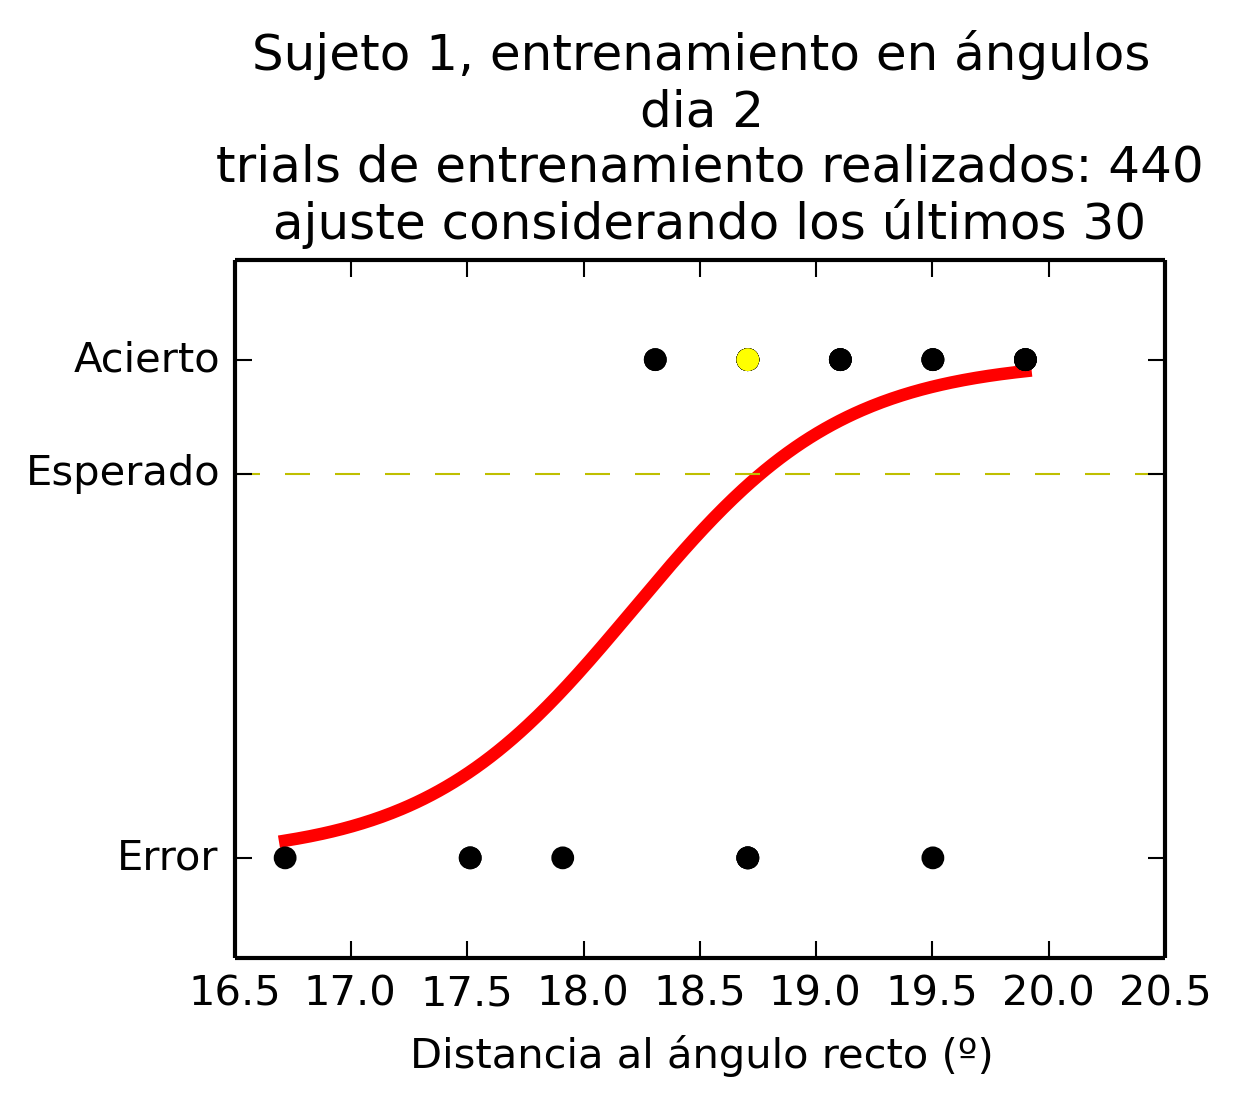 Sujeto 1, entrenamiento en ángulos
dia 2
trials de entrenamiento realizados: 440
ajuste considerando los últimos 30
Acierto
Esperado
Error
16.5 17.0 17.5 18.0 18.5 19.0 19.5 20.0 20.5
Distancia al ángulo recto (º)